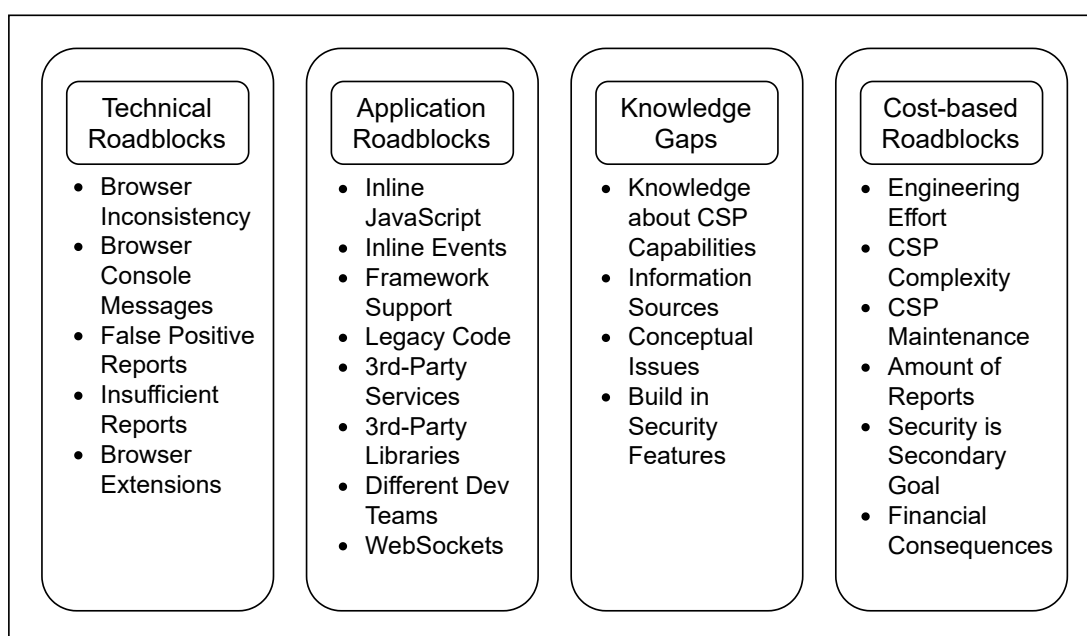 Technical
Roadblocks
• Browser
Inconsistency
• Browser
Console
Messages
• False Positive
Reports
• Insufficient
Reports
• Browser
Extensions
Application
Roadblocks
• Inline
JavaScript
• Inline Events
• Framework
Support
• Legacy Code
• 3rd-Party
Services
• 3rd-Party
Libraries
• Different Dev
Teams
• WebSockets
Knowledge
Gaps
• Knowledge
about CSP
Capabilities
• Information
Sources
• Conceptual
Issues
• Build in
Security
Features
Cost-based
Roadblocks
• Engineering
Effort
• CSP
Complexity
• CSP
Maintenance
• Amount of
Reports
• Security is
Secondary
Goal
• Financial
Consequences